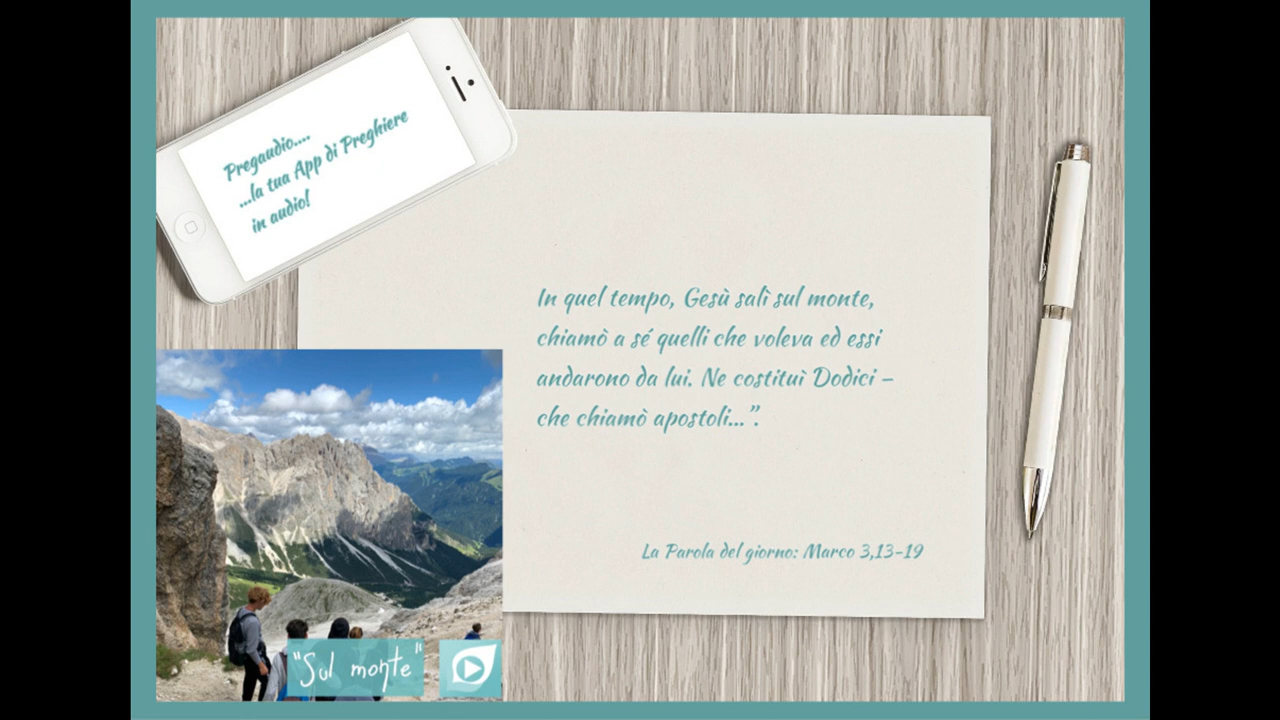 Pregaudio....
...la tua App di Preghiere
in audio!
In quel tempo, Gesù salì sul monte,
chiamò a sé quelli che voleva ed essi
andarono da lui. Ne costituì Dodici –
che chiamò apostoli...”.
La Parola del giorno: Marco 3,13-19
"Sul monte"